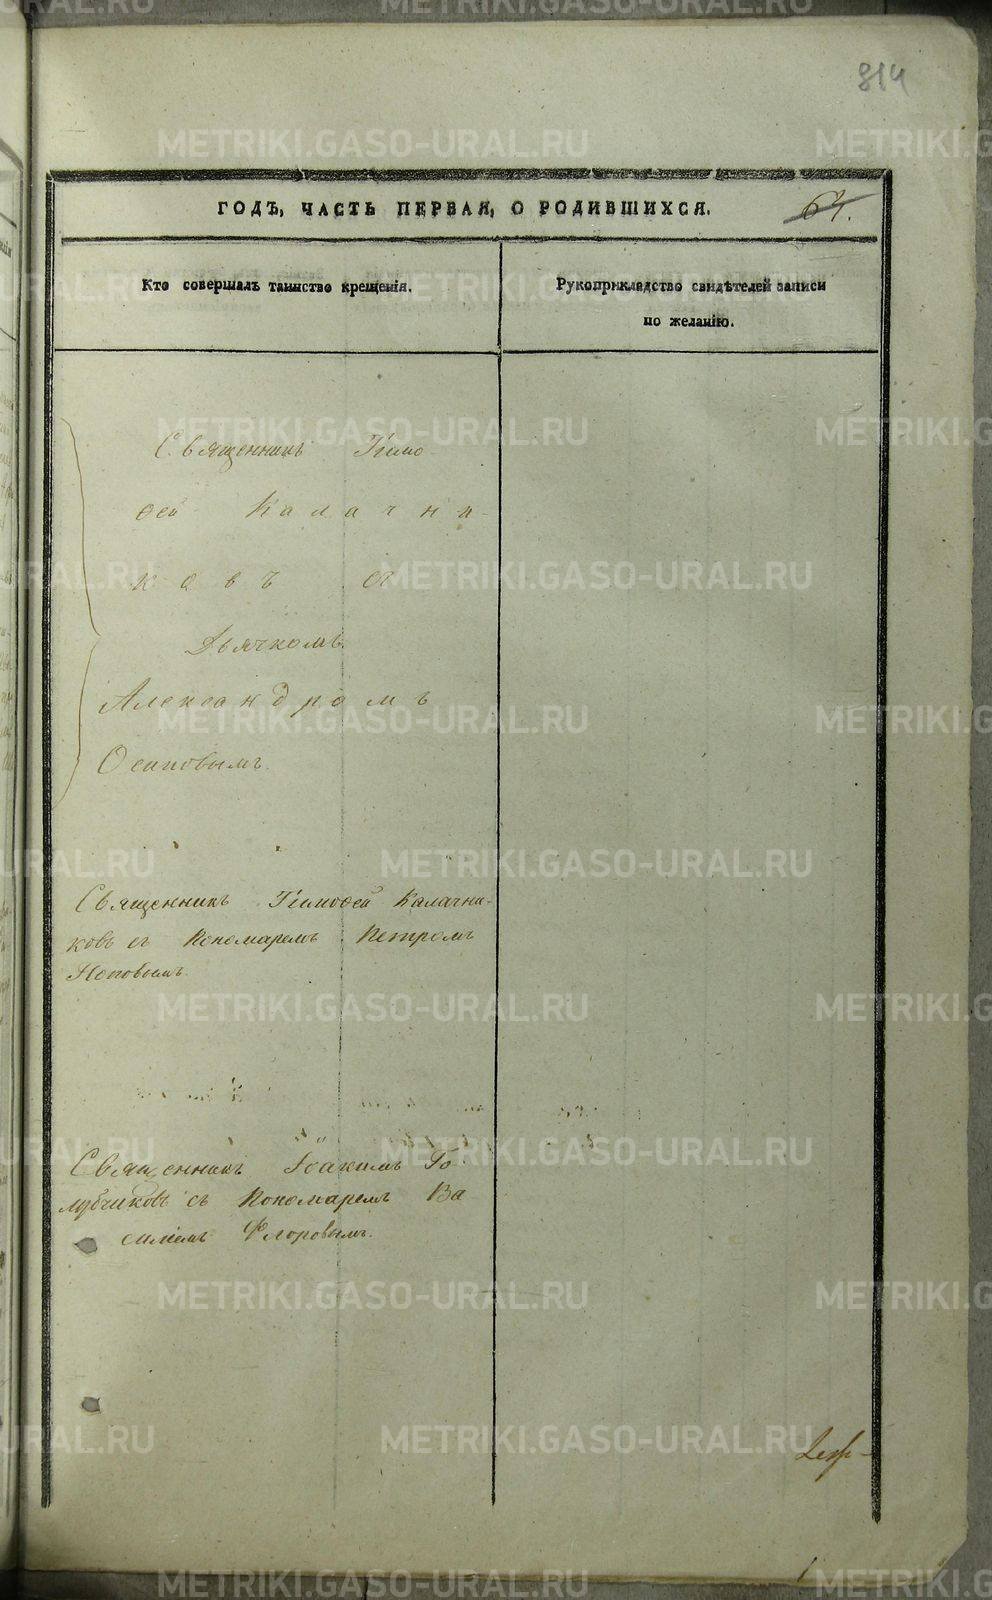 814
ГОДЪ, ЧАСТЬ ПЕРВАЯ, О РОДИВШИХСЯ. 64.
Кто совершалъ таинство крещенія.
Рукоприкладство свидѣтелей записи
по желанію.
Священникъ Тимо
ѳей Калачни-
ковъ съ
Дьячкомъ
Александромъ
Осиповымъ.
Священникъ Тимоѳей Калачни-
ковъ съ Пономаремъ Петромъ
Поповымъ.
Священникъ Іоакимъ Го-
лубчиковъ съ Пономаремъ Ва
силіемъ Флоровымъ.
METRIKI.GASO-URAL.RU